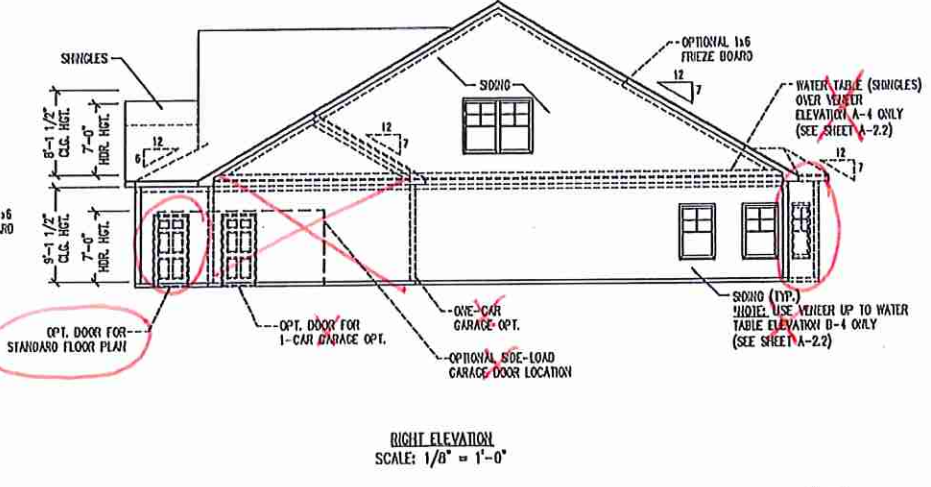 SHINGLES
OPTIONAL 1x6
FRIEZE BOARD
SIDING
12
7
WATER TABLE (SHINGLES)
OVER VENEER
ELEVATION A-4 ONLY
(SEE SHEET A-2.2)
8'-1 1/2"
CLG. HGT.
7'-0"
HDR. HGT.
12
6
12
7
12
7
9'-1 1/2"
CLG. HGT.
7'-0"
HDR. HGT.
OPT. DOOR FOR
STANDARD FLOOR PLAN
OPT. DOOR FOR
1-CAR GARAGE OPT.
ONE-CAR
GARAGE OPT.
OPTIONAL SIDE-LOAD
GARAGE DOOR LOCATION
SIDING (TYP.)
NOTE: USE VENEER UP TO WATER
TABLE ELEVATION B-4 ONLY
(SEE SHEET A-2.2)
RIGHT ELEVATION
SCALE: 1/8" = 1'-0"